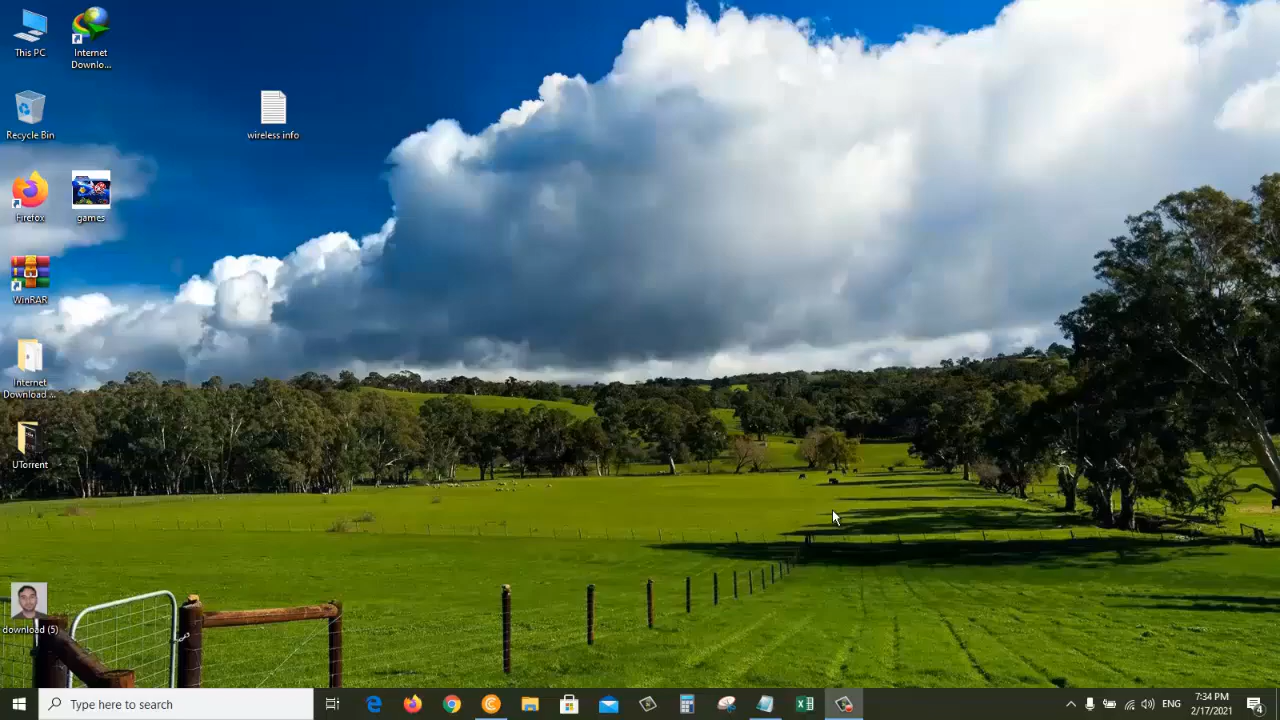 This PC
Internet
Downlo...
Recycle Bin
wireless info
Firefox
games
WinRAR
Internet
Download ...
UTorrent
download (5)
Type here to search
ENG
7:34 PM
2/17/2021
4